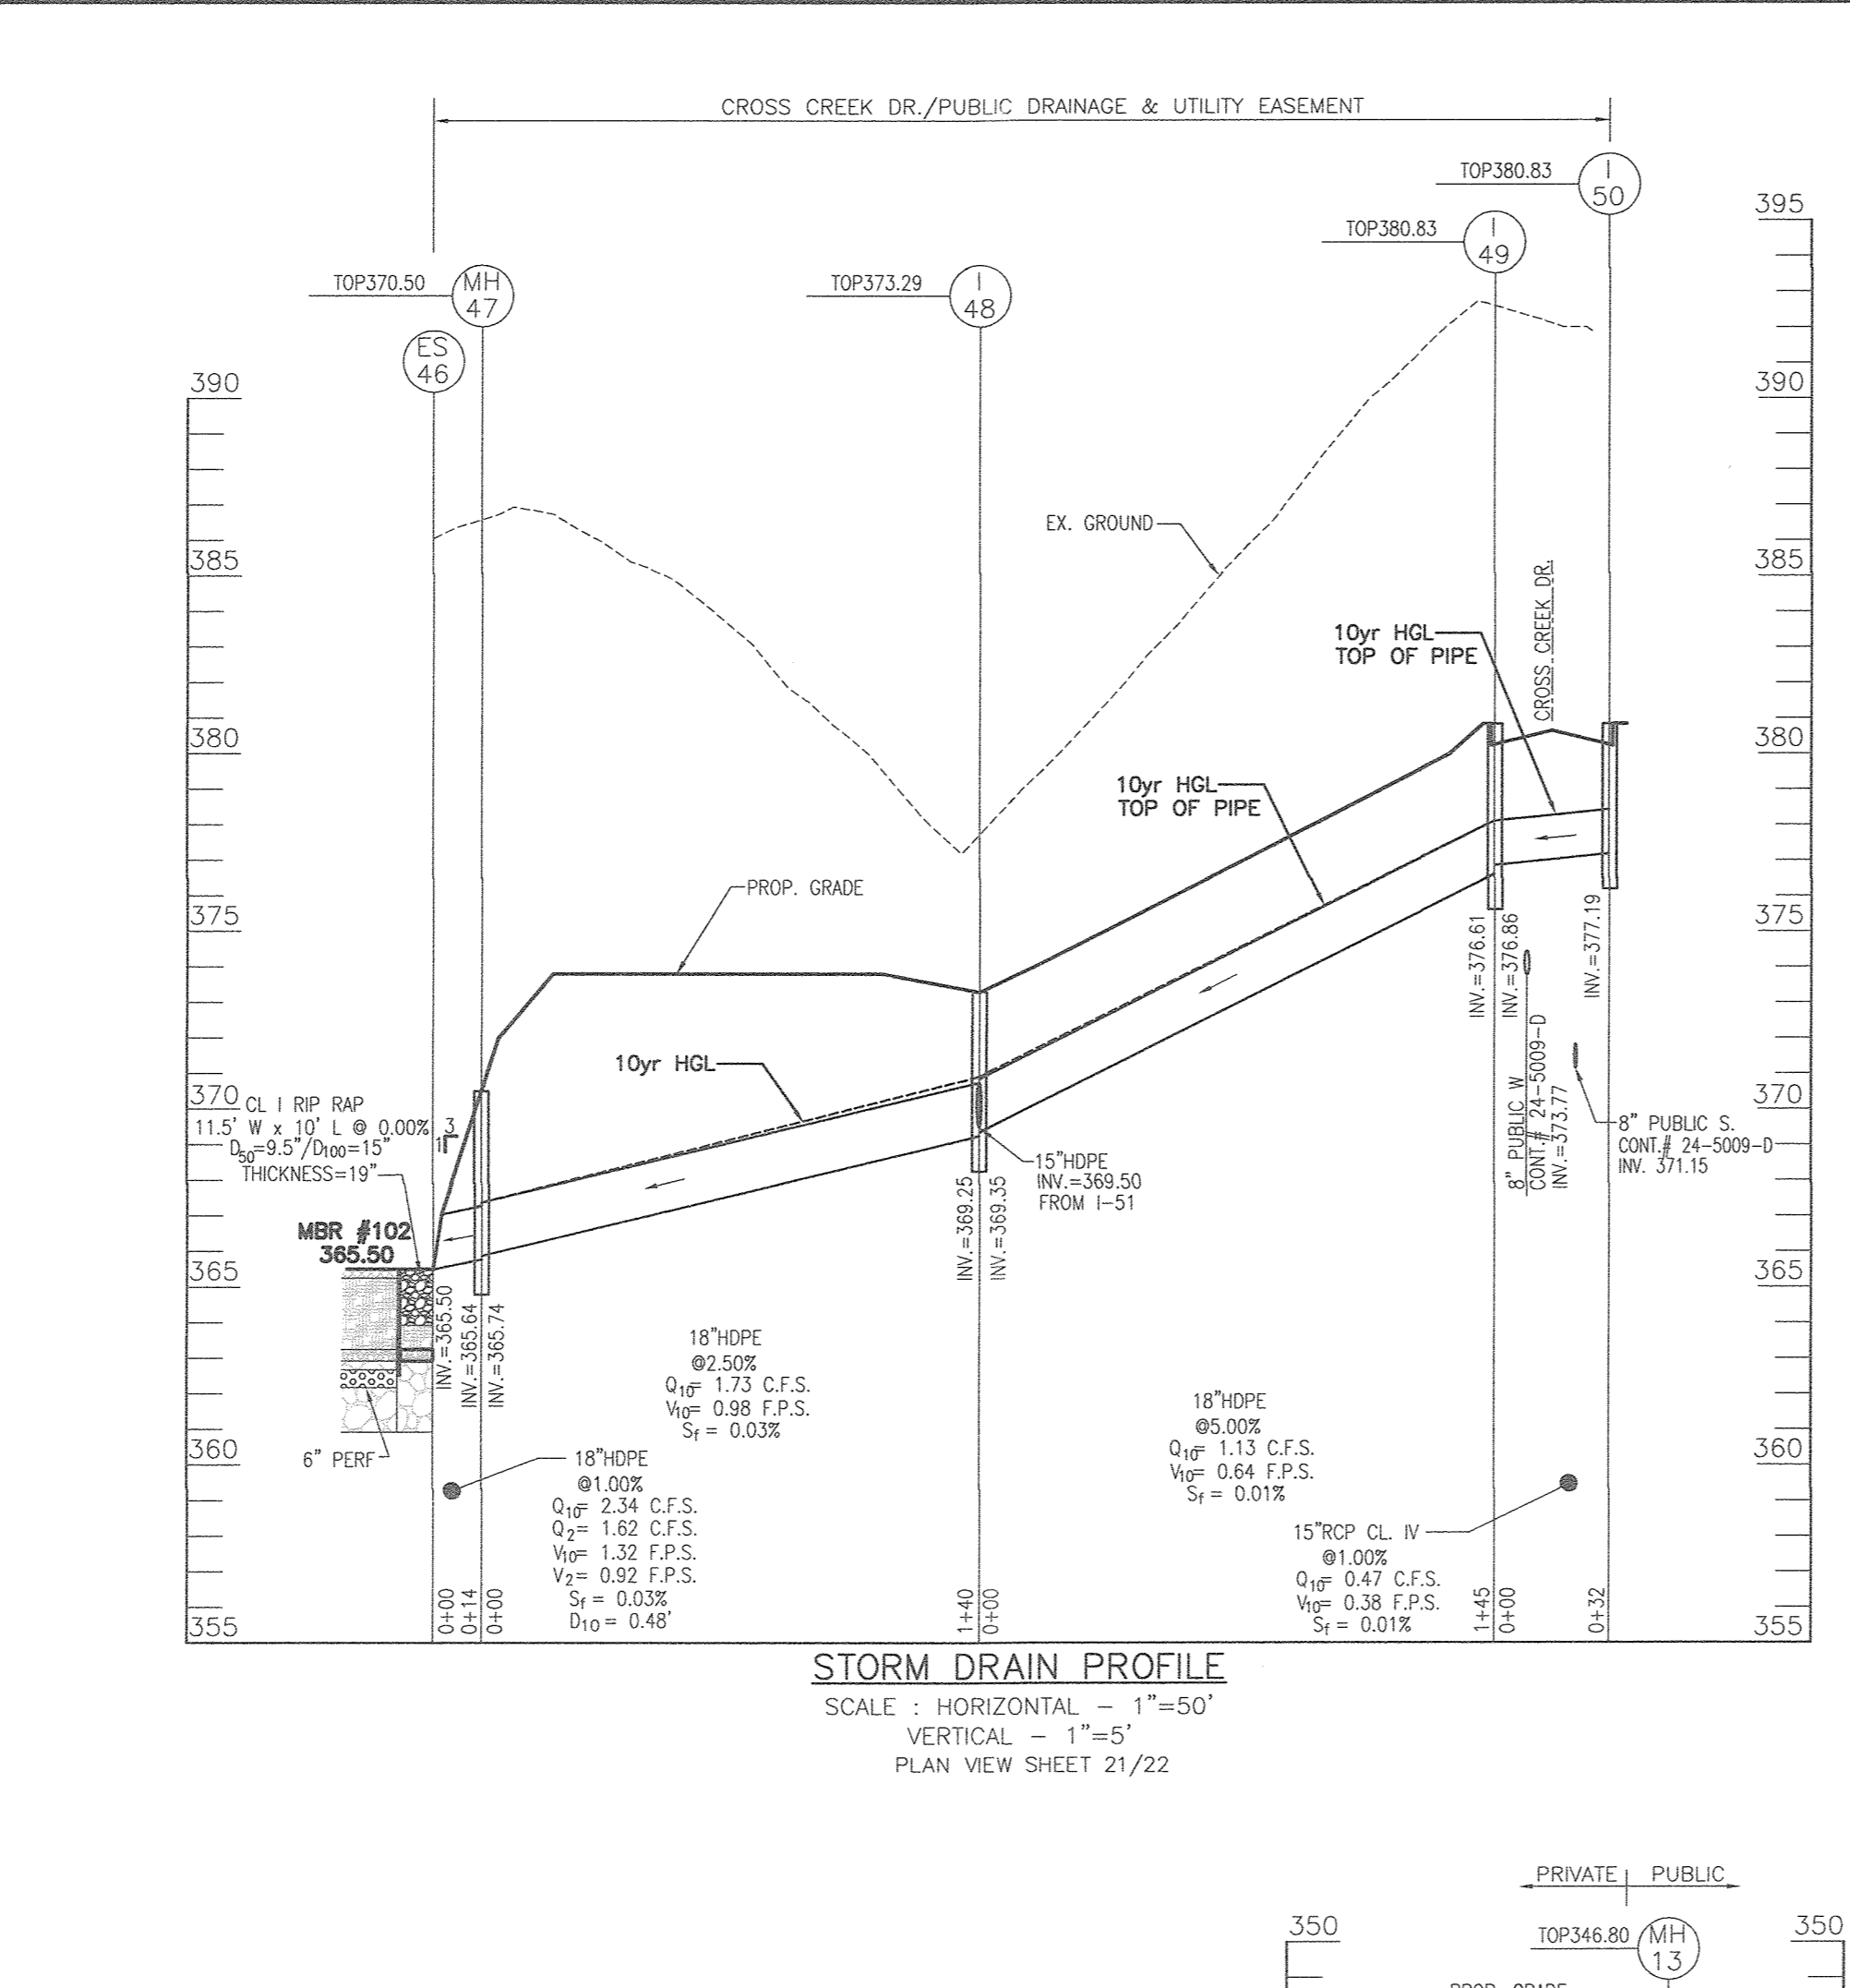 CROSS CREEK DR./PUBLIC DRAINAGE & UTILITY EASEMENT
TOP380.83
I
50
TOP380.83
I
49
TOP370.50
MH
47
TOP373.29
I
48
ES
46
395
390
385
380
375
370
365
360
355
390
385
380
375
370
365
360
355
EX. GROUND
CROSS CREEK DR.
10yr HGL
TOP OF PIPE
10yr HGL
TOP OF PIPE
PROP. GRADE
10yr HGL
CL I RIP RAP
11.5' W x 10' L @ 0.00%
D50=9.5"/D100=15"
THICKNESS=19"
3
1
MBR #102
365.50
6" PERF
INV.=365.50
INV.=365.64
INV.=365.74
INV.=369.25
INV.=369.35
15"HDPE
INV.=369.50
FROM I-51
INV.=376.61
INV.=376.86
INV.=377.19
8" PUBLIC W
CONT.# 24-5009-D
INV.=373.77
8" PUBLIC S.
CONT.# 24-5009-D
INV. 371.15
18"HDPE
@2.50%
Q10= 1.73 C.F.S.
V10= 0.98 F.P.S.
Sf = 0.03%
18"HDPE
@1.00%
Q10= 2.34 C.F.S.
Q2= 1.62 C.F.S.
V10= 1.32 F.P.S.
V2= 0.92 F.P.S.
Sf = 0.03%
D10 = 0.48'
18"HDPE
@5.00%
Q10= 1.13 C.F.S.
V10= 0.64 F.P.S.
Sf = 0.01%
15"RCP CL. IV
@1.00%
Q10= 0.47 C.F.S.
V10= 0.38 F.P.S.
Sf = 0.01%
0+00
0+14
0+00
1+40
0+00
1+45
0+00
0+32
STORM DRAIN PROFILE
SCALE : HORIZONTAL - 1"=50'
VERTICAL - 1"=5'
PLAN VIEW SHEET 21/22
PRIVATE PUBLIC
350
TOP346.80
MH
13
350
PROP. GRADE